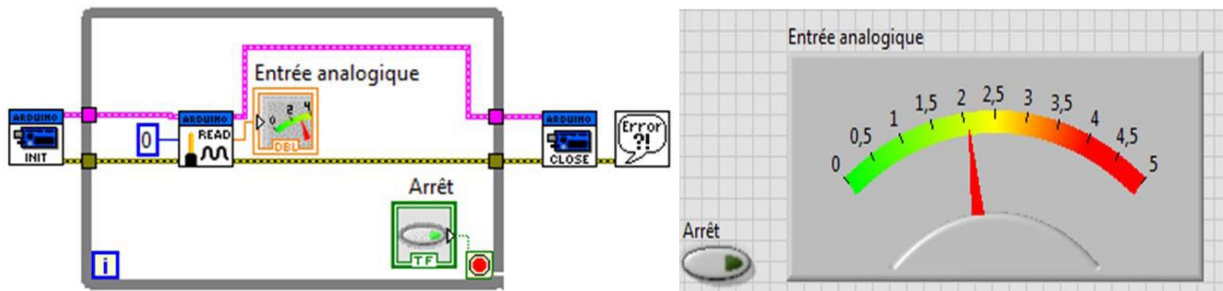 ARDUINO
INIT
0
ARDUINO
READ
Entrée analogique
0 2 4
DBL
Arrêt
TF
i
ARDUINO
CLOSE
Error
?!
Entrée analogique
0 0,5 1 1,5 2 2,5 3 3,5 4 4,5 5
Arrêt